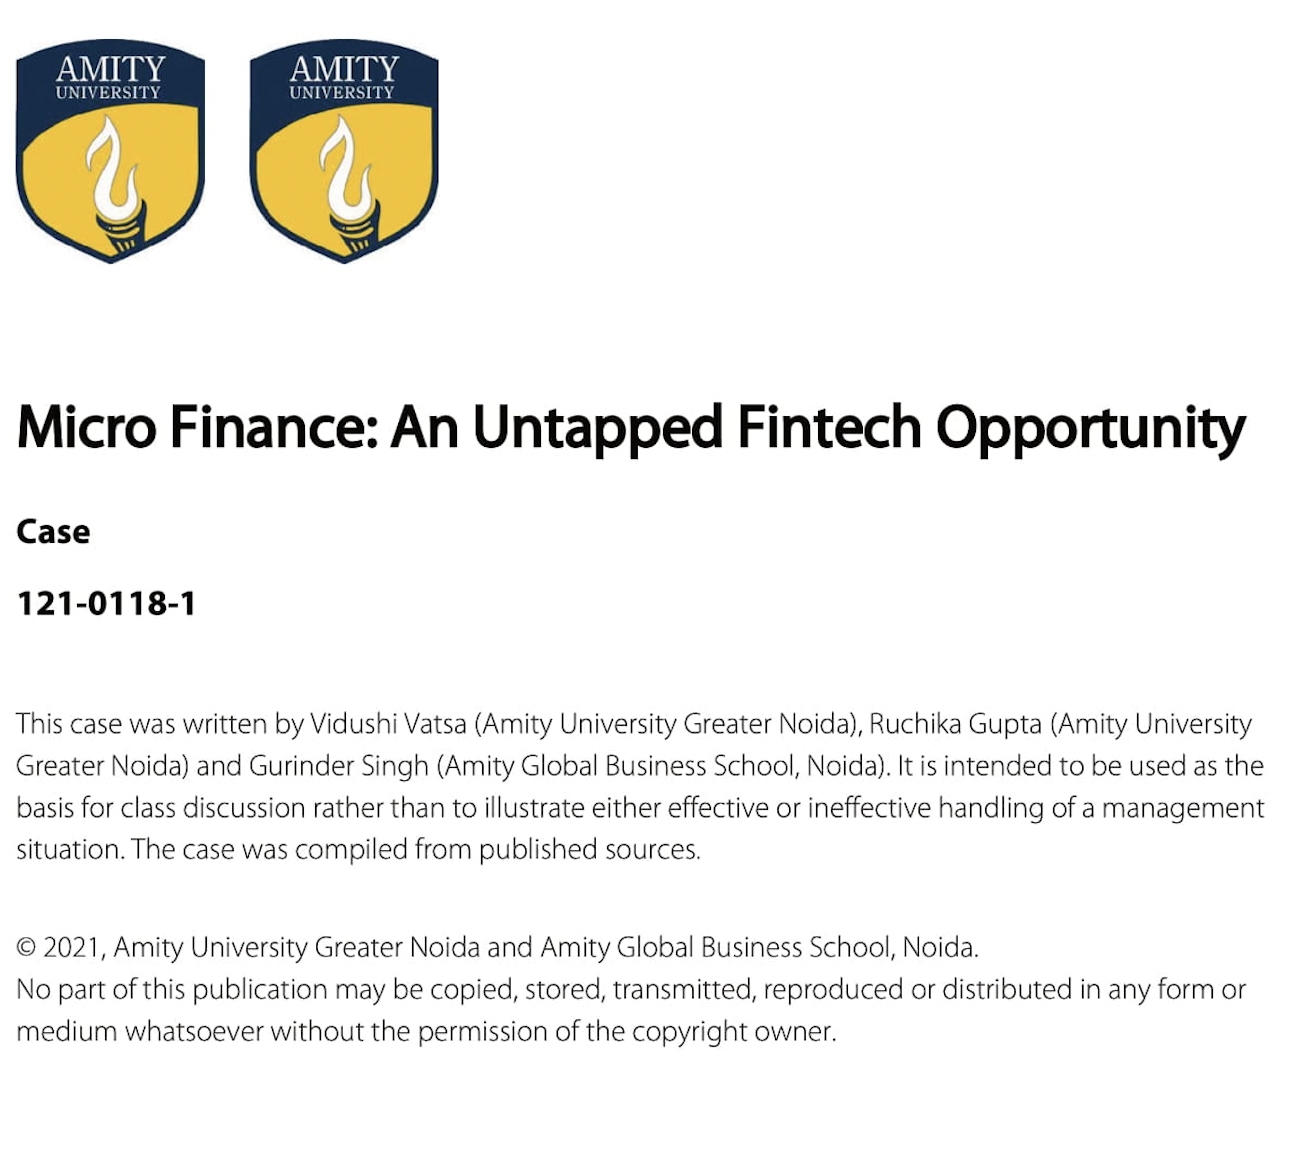 AMITY
UNIVERSITY
AMITY
UNIVERSITY
Micro Finance: An Untapped Fintech Opportunity
Case
121-0118-1
This case was written by Vidushi Vatsa (Amity University Greater Noida), Ruchika Gupta (Amity University
Greater Noida) and Gurinder Singh (Amity Global Business School, Noida). It is intended to be used as the
basis for class discussion rather than to illustrate either effective or ineffective handling of a management
situation. The case was compiled from published sources.
© 2021, Amity University Greater Noida and Amity Global Business School, Noida.
No part of this publication may be copied, stored, transmitted, reproduced or distributed in any form or
medium whatsoever without the permission of the copyright owner.